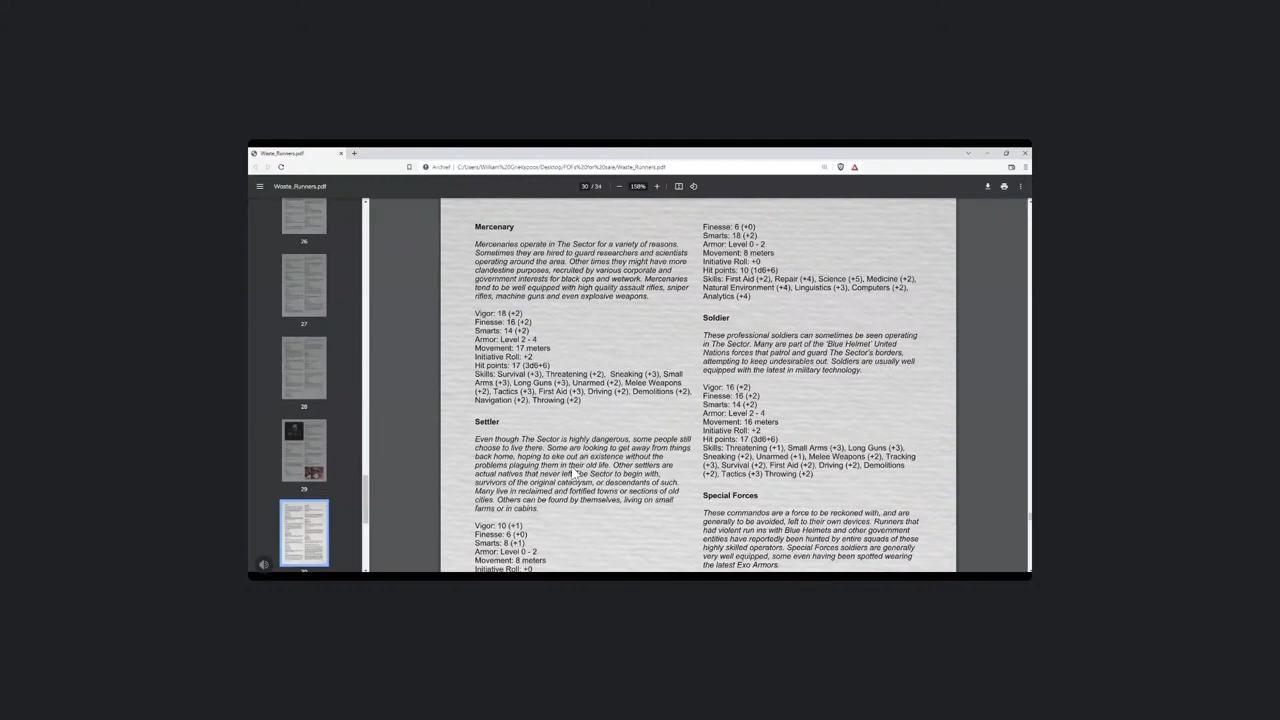 Waste_Runners.pdf
Archief C:/Users/William%20Gnekspoor/Desktop/PDFs%20for%20sale/Waste_Runners.pdf
Waste_Runners.pdf
30 / 34
158%
26
27
28
29
30
Mercenary
Mercenaries operate in The Sector for a variety of reasons.
Sometimes they are hired to guard researchers and scientists
operating around the area. Other times they might have more
clandestine purposes, recruited by various corporate and
government interests for black ops and wetwork. Mercenaries
tend to be well equipped with high quality assault rifles, sniper
rifles, machine guns and even explosive weapons.
Vigor: 18 (+2)
Finesse: 16 (+2)
Smarts: 14 (+2)
Armor: Level 2 - 4
Movement: 17 meters
Initiative Roll: +2
Hit points: 17 (3d6+6)
Skills: Survival (+3), Threatening (+2), Sneaking (+3), Small
Arms (+3), Long Guns (+3), Unarmed (+2), Melee Weapons
(+2), Tactics (+3), First Aid (+3), Driving (+2), Demolitions (+2),
Navigation (+2), Throwing (+2)
Settler
Even though The Sector is highly dangerous, some people still
choose to live there. Some are looking to get away from things
back home, hoping to eke out an existence without the
problems plaguing them in their old life. Other settlers are
actual natives that never left The Sector to begin with,
survivors of the original cataclysm, or descendants of such.
Many live in reclaimed and fortified towns or sections of old
cities. Others can be found by themselves, living on small
farms or in cabins.
Vigor: 10 (+1)
Finesse: 6 (+0)
Smarts: 8 (+1)
Armor: Level 0 - 2
Movement: 8 meters
Initiative Roll: +0
Finesse: 6 (+0)
Smarts: 18 (+2)
Armor: Level 0 - 2
Movement: 8 meters
Initiative Roll: +0
Hit points: 10 (1d6+6)
Skills: First Aid (+2), Repair (+4), Science (+5), Medicine (+2),
Natural Environment (+4), Linguistics (+3), Computers (+2),
Analytics (+4)
Soldier
These professional soldiers can sometimes be seen operating
in The Sector. Many are part of the 'Blue Helmet' United
Nations forces that patrol and guard The Sector's borders,
attempting to keep undesirables out. Soldiers are usually well
equipped with the latest in military technology.
Vigor: 16 (+2)
Finesse: 16 (+2)
Smarts: 14 (+2)
Armor: Level 2 - 4
Movement: 16 meters
Initiative Roll: +2
Hit points: 17 (3d6+6)
Skills: Threatening (+1), Small Arms (+3), Long Guns (+3),
Sneaking (+2), Unarmed (+1), Melee Weapons (+2), Tracking
(+3), Survival (+2), First Aid (+2), Driving (+2), Demolitions
(+2), Tactics (+3) Throwing (+2)
Special Forces
These commandos are a force to be reckoned with, and are
generally to be avoided, left to their own devices. Runners that
had violent run ins with Blue Helmets and other government
entities have reportedly been hunted by entire squads of these
highly skilled operators. Special Forces soldiers are generally
very well equipped, some even having been spotted wearing
the latest Exo Armors.